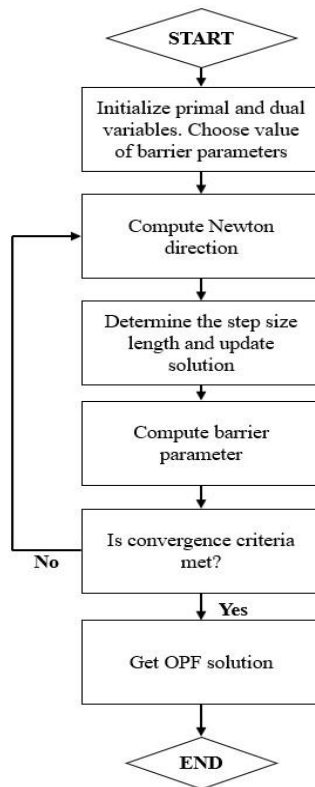 START
Initialize primal and dual
variables. Choose value
of barrier parameters
Compute Newton
direction
Determine the step size
length and update
solution
Compute barrier
parameter
Is convergence criteria
met?
No
Yes
Get OPF solution
END